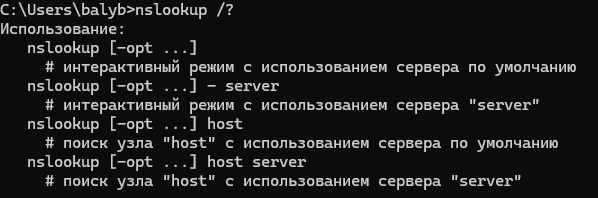 C:\Users\balyb>nslookup /?
Использование:
   nslookup [-opt ...]
     # интерактивный режим с использованием сервера по умолчанию
   nslookup [-opt ...] - server
     # интерактивный режим с использованием сервера "server"
   nslookup [-opt ...] host
     # поиск узла "host" с использованием сервера по умолчанию
   nslookup [-opt ...] host server
     # поиск узла "host" с использованием сервера "server"